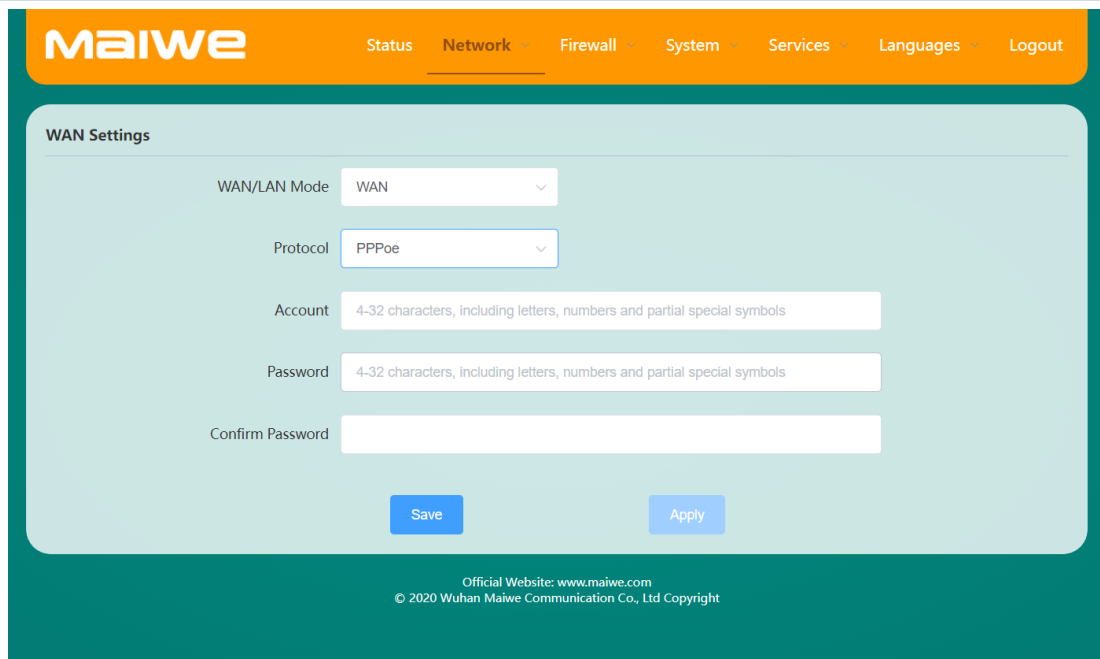 Maiwe
Status Network Firewall System Services Languages Logout
WAN Settings
WAN/LAN Mode WAN
Protocol PPPoe
Account 4-32 characters, including letters, numbers and partial special symbols
Password 4-32 characters, including letters, numbers and partial special symbols
Confirm Password
Save Apply
Official Website: www.maiwe.com
© 2020 Wuhan Maiwe Communication Co., Ltd Copyright